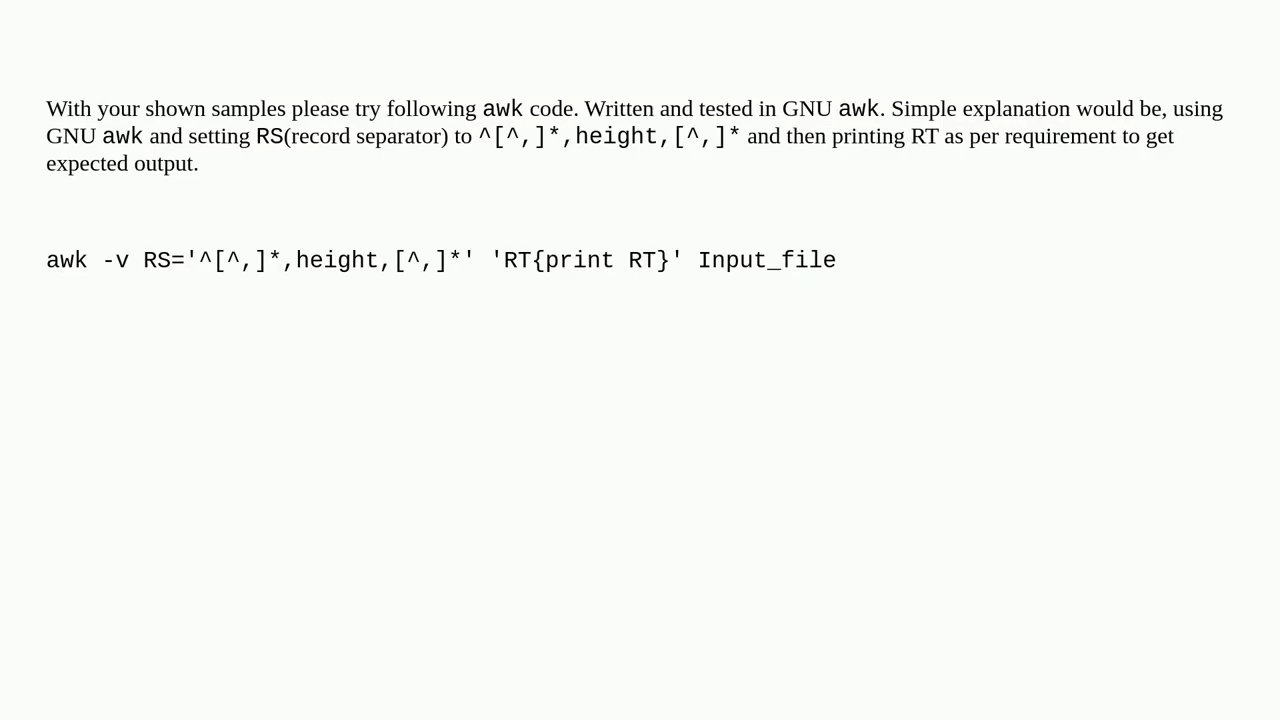 With your shown samples please try following awk code. Written and tested in GNU awk. Simple explanation would be, using
GNU awk and setting RS(record separator) to ^[^,]*,height,[^,]* and then printing RT as per requirement to get
expected output.
awk -v RS='^[^,]*,height,[^,]*' 'RT{print RT}' Input_file